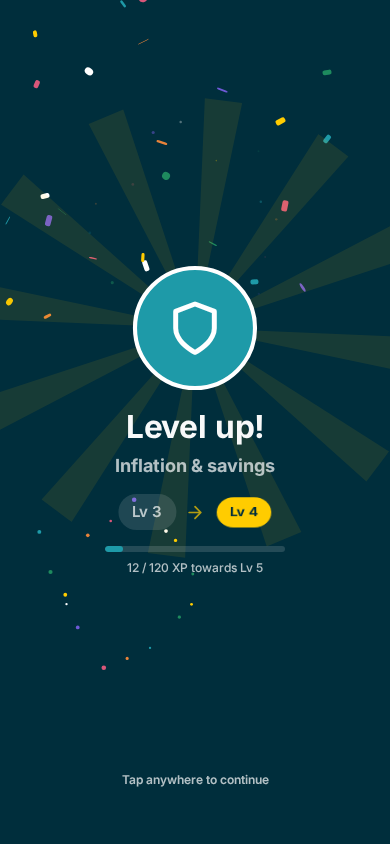 Level up!
Inflation & savings
Lv 3 → Lv 4
12 / 120 XP towards Lv 5
Tap anywhere to continue